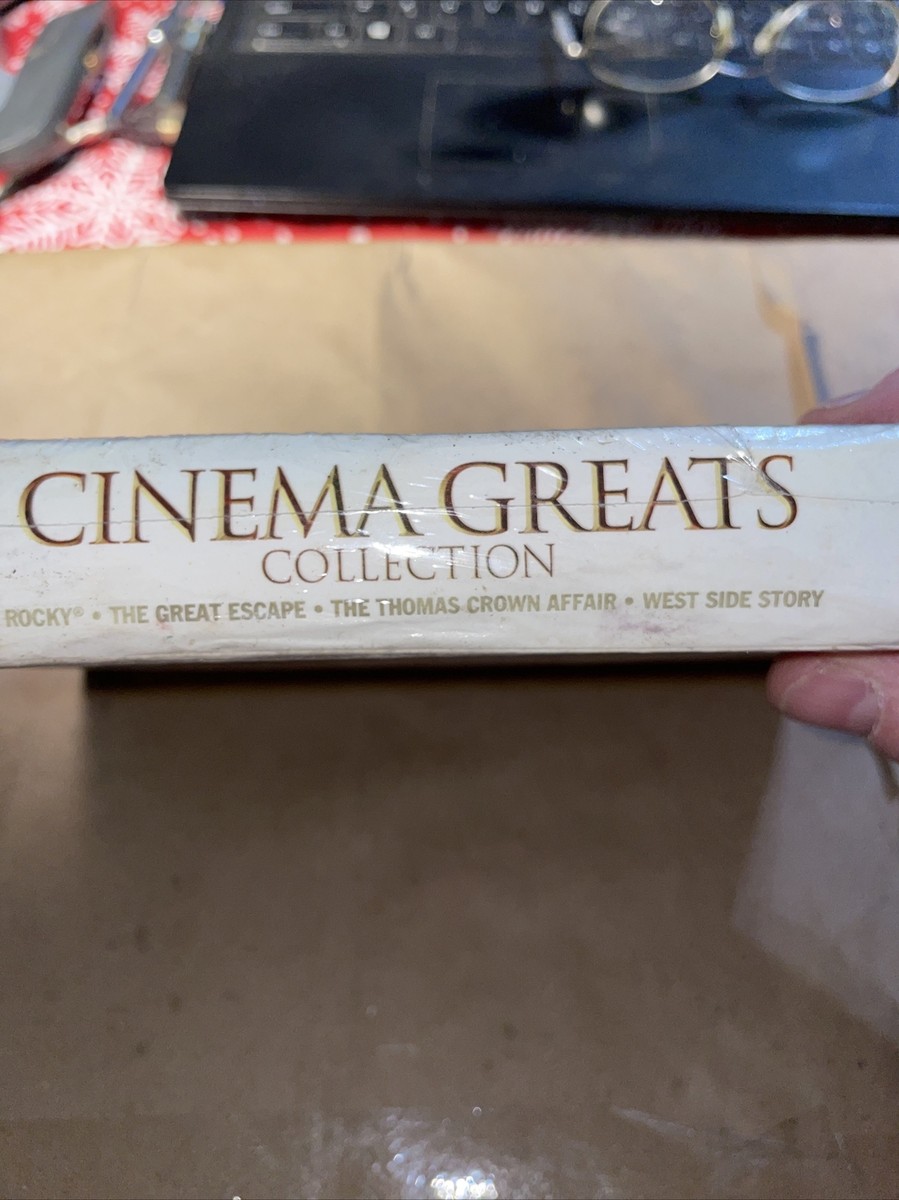 CINEMA GREATS
COLLECTION
ROCKY® • THE GREAT ESCAPE • THE THOMAS CROWN AFFAIR • WEST SIDE STORY